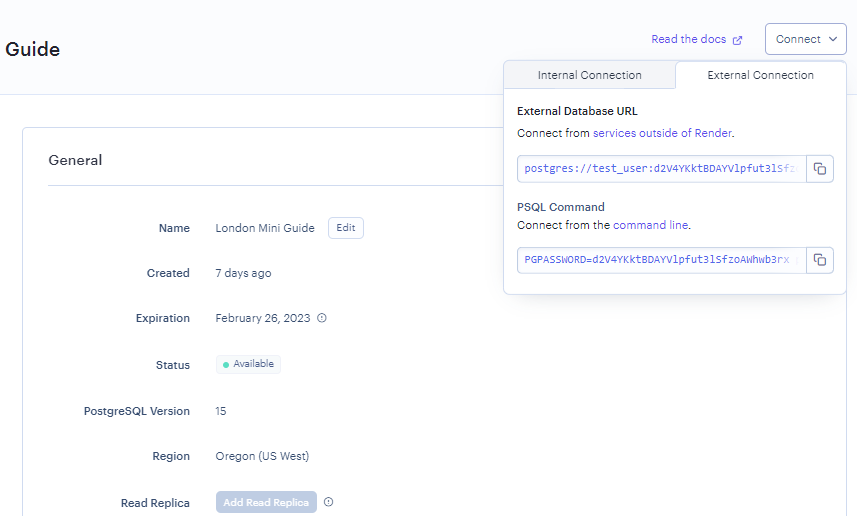 Guide
Read the docs
Connect
Internal Connection
External Connection
External Database URL
Connect from services outside of Render.
postgres://test_user:d2V4YKktBDAYVlpfut3lSfz
PSQL Command
Connect from the command line.
PGPASSWORD=d2V4YKktBDAYVlpfut3lSfzoAWhwb3rx
General
Name London Mini Guide Edit
Created 7 days ago
Expiration February 26, 2023
Status Available
PostgreSQL Version 15
Region Oregon (US West)
Read Replica Add Read Replica